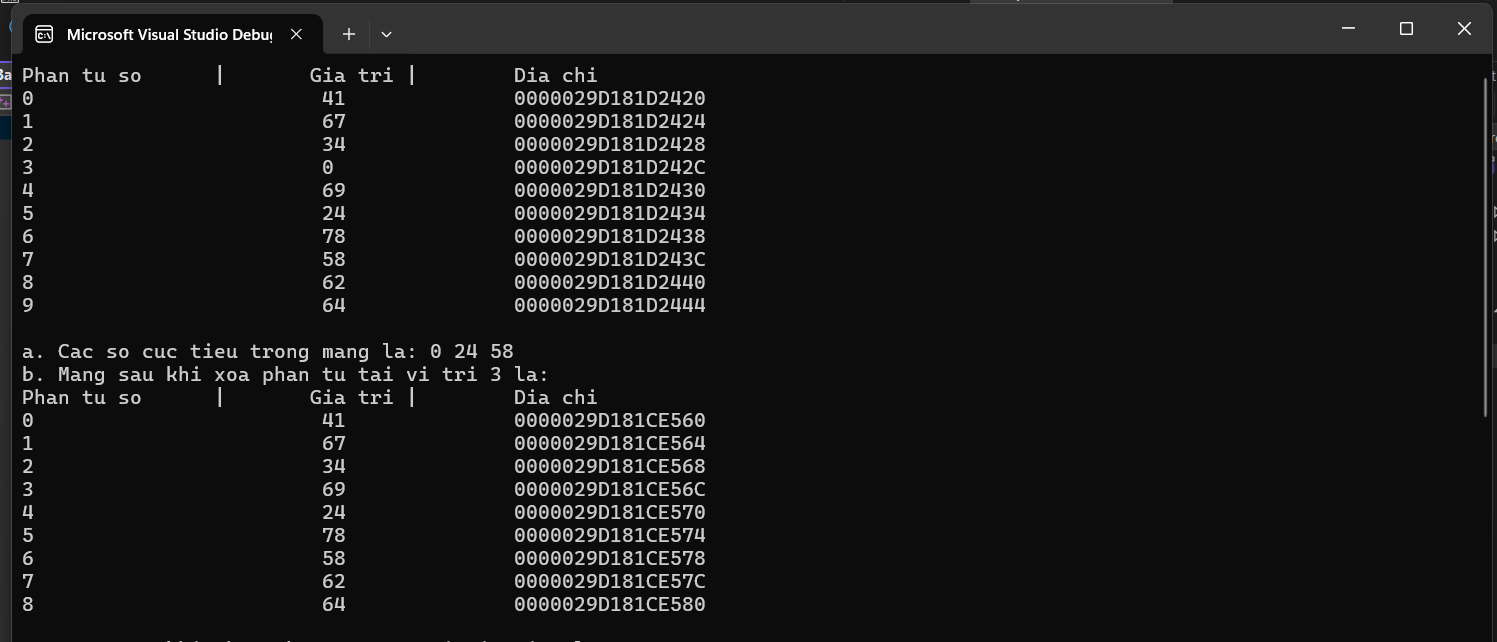 Microsoft Visual Studio Debug
Phan tu so | Gia tri | Dia chi
0 41 0000029D181D2420
1 67 0000029D181D2424
2 34 0000029D181D2428
3 0 0000029D181D242C
4 69 0000029D181D2430
5 24 0000029D181D2434
6 78 0000029D181D2438
7 58 0000029D181D243C
8 62 0000029D181D2440
9 64 0000029D181D2444
a. Cac so cuc tieu trong mang la: 0 24 58
b. Mang sau khi xoa phan tu tai vi tri 3 la:
Phan tu so | Gia tri | Dia chi
0 41 0000029D181CE560
1 67 0000029D181CE564
2 34 0000029D181CE568
3 69 0000029D181CE56C
4 24 0000029D181CE570
5 78 0000029D181CE574
6 58 0000029D181CE578
7 62 0000029D181CE57C
8 64 0000029D181CE580